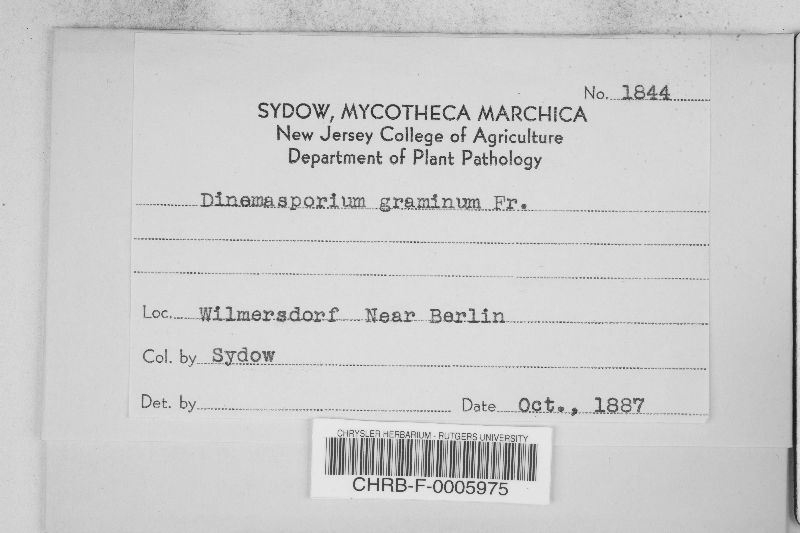 No. 1844
SYDOW, MYCOTHECA MARCHICA
New Jersey College of Agriculture
Department of Plant Pathology
Dinemasporium graminum Fr.
Loc. Wilmersdorf Near Berlin
Col. by Sydow
Det. by
Date Oct., 1887
CHRYSLER HERBARIUM - RUTGERS UNIVERSITY
CHRB-F-0005975